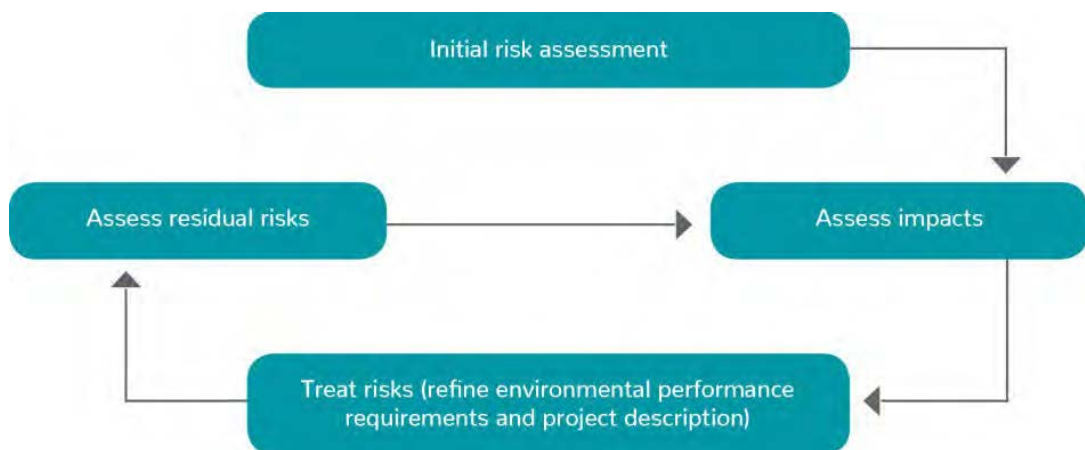 Initial risk assessment
Assess residual risks
Assess impacts
Treat risks (refine environmental performance
requirements and project description)